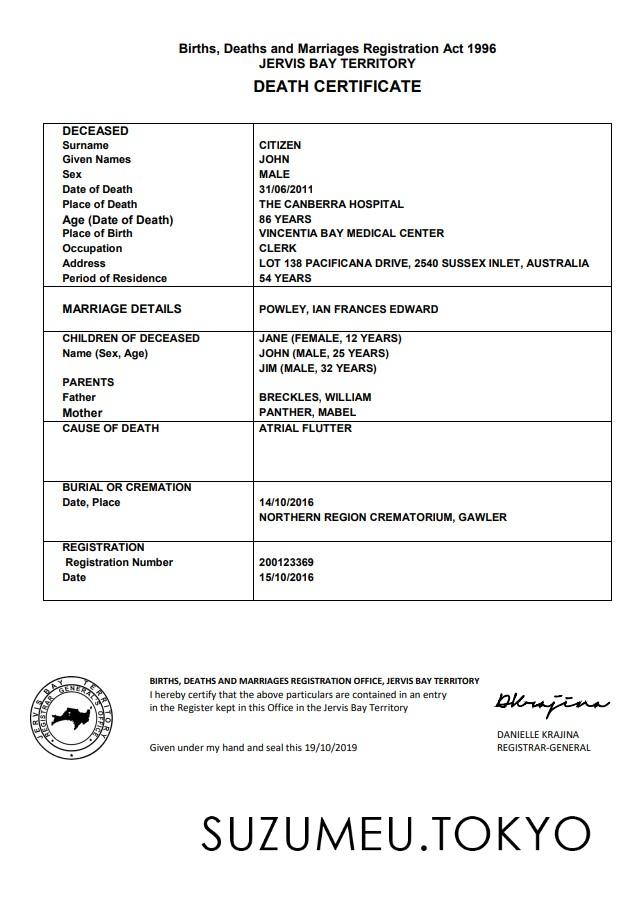 Births, Deaths and Marriages Registration Act 1996
JERVIS BAY TERRITORY
DEATH CERTIFICATE
DECEASED
Surname CITIZEN
Given Names JOHN
Sex MALE
Date of Death 31/06/2011
Place of Death THE CANBERRA HOSPITAL
Age (Date of Death) 86 YEARS
Place of Birth VINCENTIA BAY MEDICAL CENTER
Occupation CLERK
Address LOT 138 PACIFICANA DRIVE, 2540 SUSSEX INLET, AUSTRALIA
Period of Residence 54 YEARS
MARRIAGE DETAILS POWLEY, IAN FRANCES EDWARD
CHILDREN OF DECEASED JANE (FEMALE, 12 YEARS)
Name (Sex, Age) JOHN (MALE, 25 YEARS)
JIM (MALE, 32 YEARS)
PARENTS
Father BRECKLES, WILLIAM
Mother PANTHER, MABEL
CAUSE OF DEATH ATRIAL FLUTTER
BURIAL OR CREMATION
Date, Place 14/10/2016
NORTHERN REGION CREMATORIUM, GAWLER
REGISTRATION
Registration Number 200123369
Date 15/10/2016
JERVIS BAY TERRITORY
REGISTRAR GENERAL'S OFFICE
BIRTHS, DEATHS AND MARRIAGES REGISTRATION OFFICE, JERVIS BAY TERRITORY
I hereby certify that the above particulars are contained in an entry
in the Register kept in this Office in the Jervis Bay Territory
Given under my hand and seal this 19/10/2019
DKrajina
DANIELLE KRAJINA
REGISTRAR-GENERAL
SUZUMEU.TOKYO